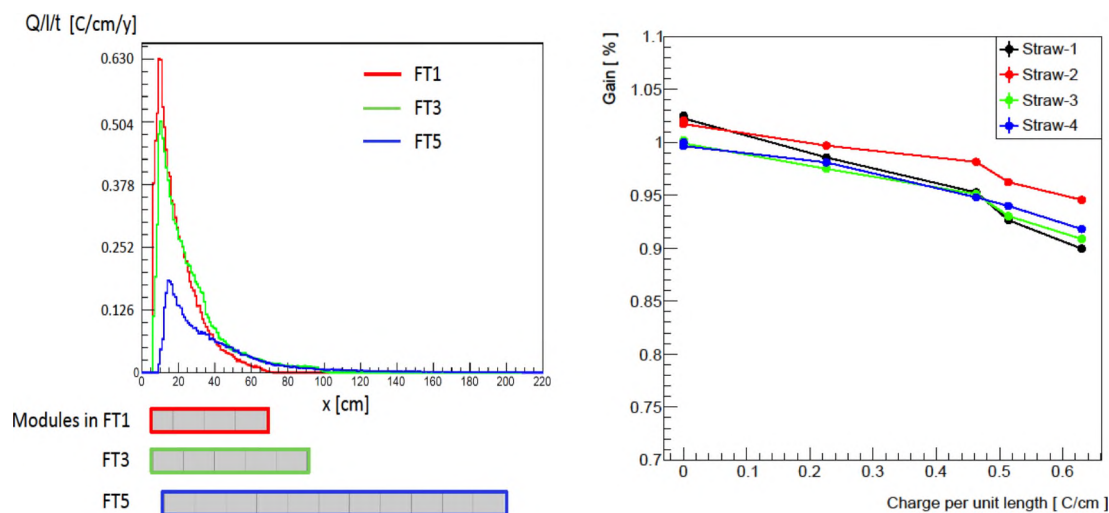 Q/l/t [C/cm/y]
0.630
0.504
0.378
0.252
0.126
0
FT1
FT3
FT5
0 20 40 60 80 100 120 140 160 180 200 220
x [cm]
Modules in FT1
FT3
FT5
Gain [ % ]
1.1
1.05
1
0.95
0.9
0.85
0.8
0.75
0.7
Straw-1
Straw-2
Straw-3
Straw-4
0 0.1 0.2 0.3 0.4 0.5 0.6
Charge per unit length [ C/cm ]